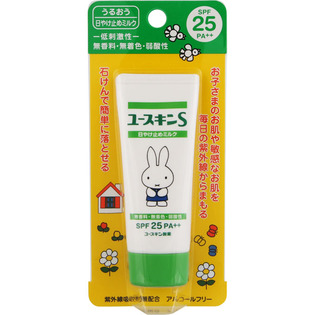 うるおう
日やけ止めミルク
SPF
25
PA++
―低刺激性―
無香料・無着色・弱酸性
お子さまのお肌や敏感なお肌を
毎日の紫外線からまもる
石けんで簡単に落とせる
ユースキンS
日やけ止めミルク
無香料・無着色・弱酸性
SPF 25 PA++
ユースキン製薬
紫外線吸収剤無配合 アルコールフリー